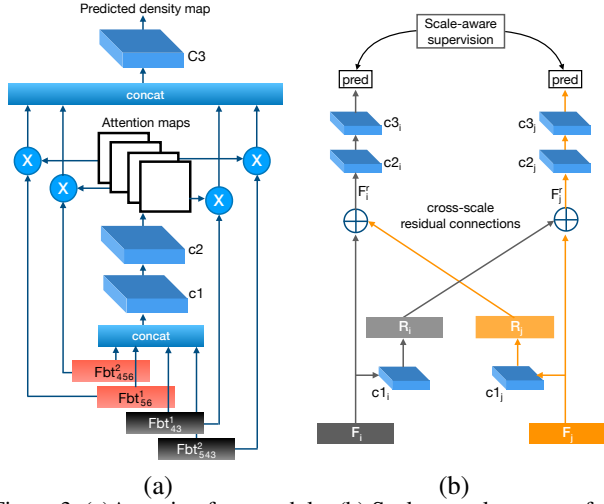 Predicted density map
C3
concat
Attention maps
X
X
X
X
c2
c1
concat
Fbt²₄₅₆
Fbt¹₅₆
Fbt¹₄₃
Fbt²₅₄₃
(a)
Scale-aware
supervision
pred
pred
c3ᵢ
c3ⱼ
c2ᵢ
c2ⱼ
Fᵢʳ
Fⱼʳ
cross-scale
residual connections
Rᵢ
Rⱼ
c1ᵢ
c1ⱼ
Fᵢ
Fⱼ
(b)